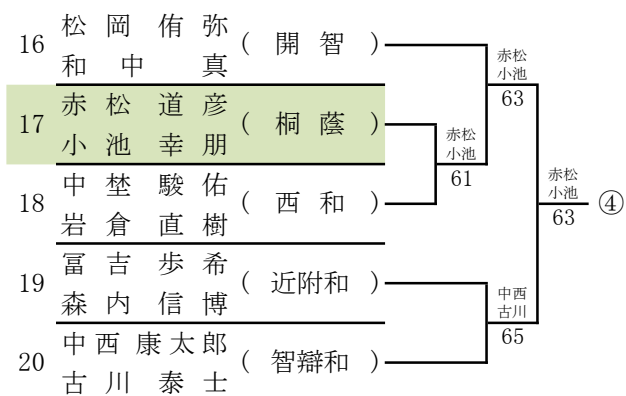 16 松岡侑弥 (開智)
和中真
17 赤松道彦 (桐蔭)
小池幸朋
18 中埜駿佑 (西和)
岩倉直樹
19 冨吉歩希 (近附和)
森内信博
20 中西康太郎 (智辯和)
古川泰士
赤松
小池
61
赤松
小池
63
中西
古川
65
赤松
小池
63
④